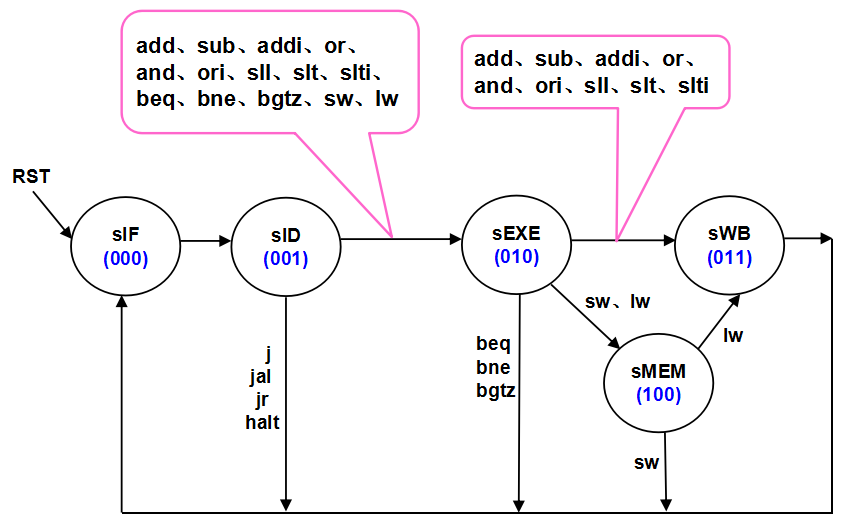 add、sub、addi、or、
and、ori、sll、slt、slti、
beq、bne、bgtz、sw、lw
add、sub、addi、or、
and、ori、sll、slt、slti
RST
sIF
(000)
sID
(001)
sEXE
(010)
sWB
(011)
sw、lw
lw
sMEM
(100)
j
jal
jr
halt
beq
bne
bgtz
sw